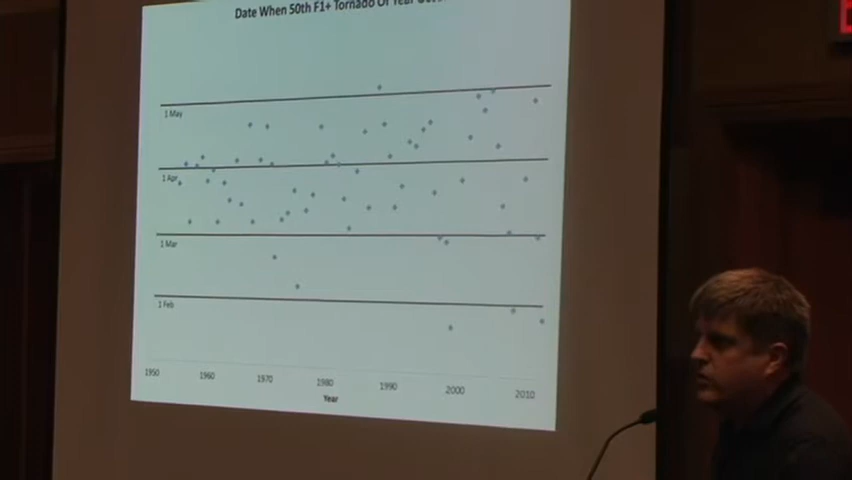 Date When 50th F1+ Tornado Of Year
1 May
1 Apr
1 Mar
1 Feb
1950 1960 1970 1980 1990 2000 2010
Year